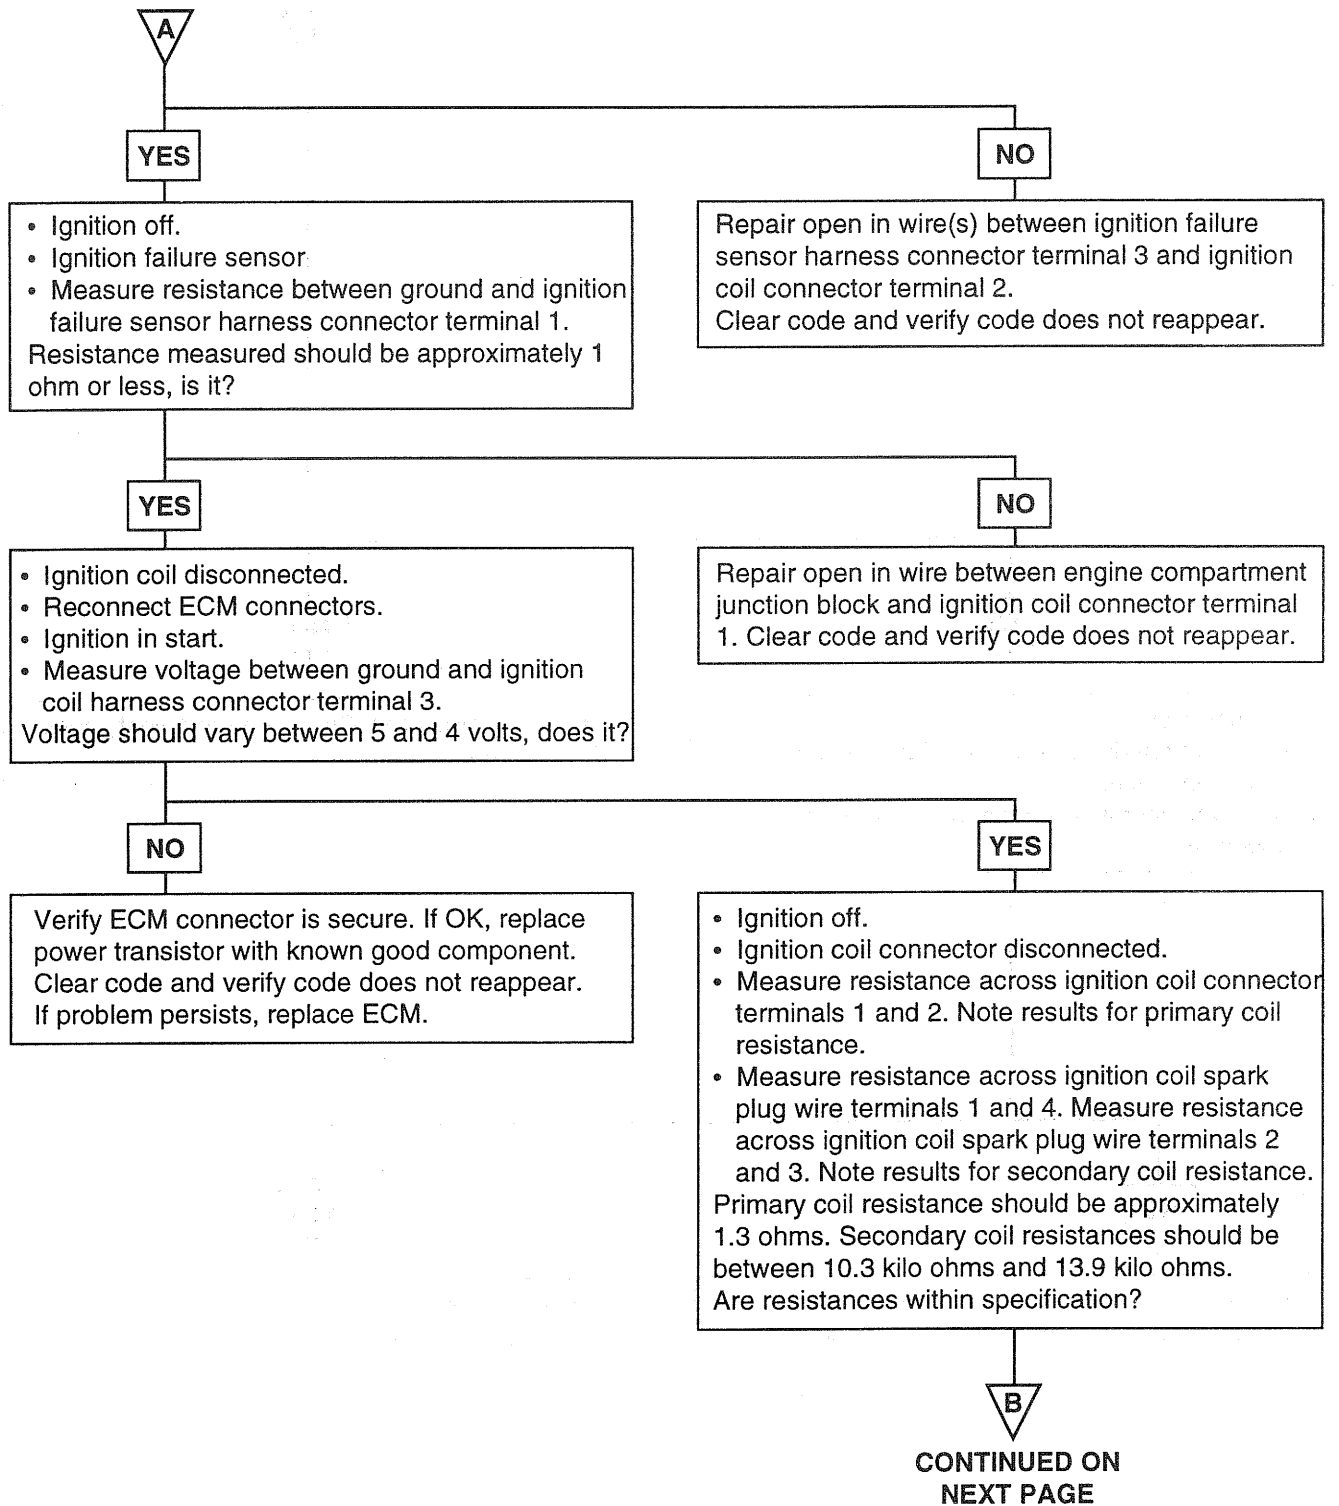 A
YES
NO
• Ignition off.
• Ignition failure sensor
• Measure resistance between ground and ignition
failure sensor harness connector terminal 1.
Resistance measured should be approximately 1
ohm or less, is it?
Repair open in wire(s) between ignition failure
sensor harness connector terminal 3 and ignition
coil connector terminal 2.
Clear code and verify code does not reappear.
YES
NO
• Ignition coil disconnected.
• Reconnect ECM connectors.
• Ignition in start.
• Measure voltage between ground and ignition
coil harness connector terminal 3.
Voltage should vary between 5 and 4 volts, does it?
Repair open in wire between engine compartment
junction block and ignition coil connector terminal
1. Clear code and verify code does not reappear.
NO
YES
Verify ECM connector is secure. If OK, replace
power transistor with known good component.
Clear code and verify code does not reappear.
If problem persists, replace ECM.
• Ignition off.
• Ignition coil connector disconnected.
• Measure resistance across ignition coil connector
terminals 1 and 2. Note results for primary coil
resistance.
• Measure resistance across ignition coil spark
plug wire terminals 1 and 4. Measure resistance
across ignition coil spark plug wire terminals 2
and 3. Note results for secondary coil resistance.
Primary coil resistance should be approximately
1.3 ohms. Secondary coil resistances should be
between 10.3 kilo ohms and 13.9 kilo ohms.
Are resistances within specification?
B
CONTINUED ON
NEXT PAGE